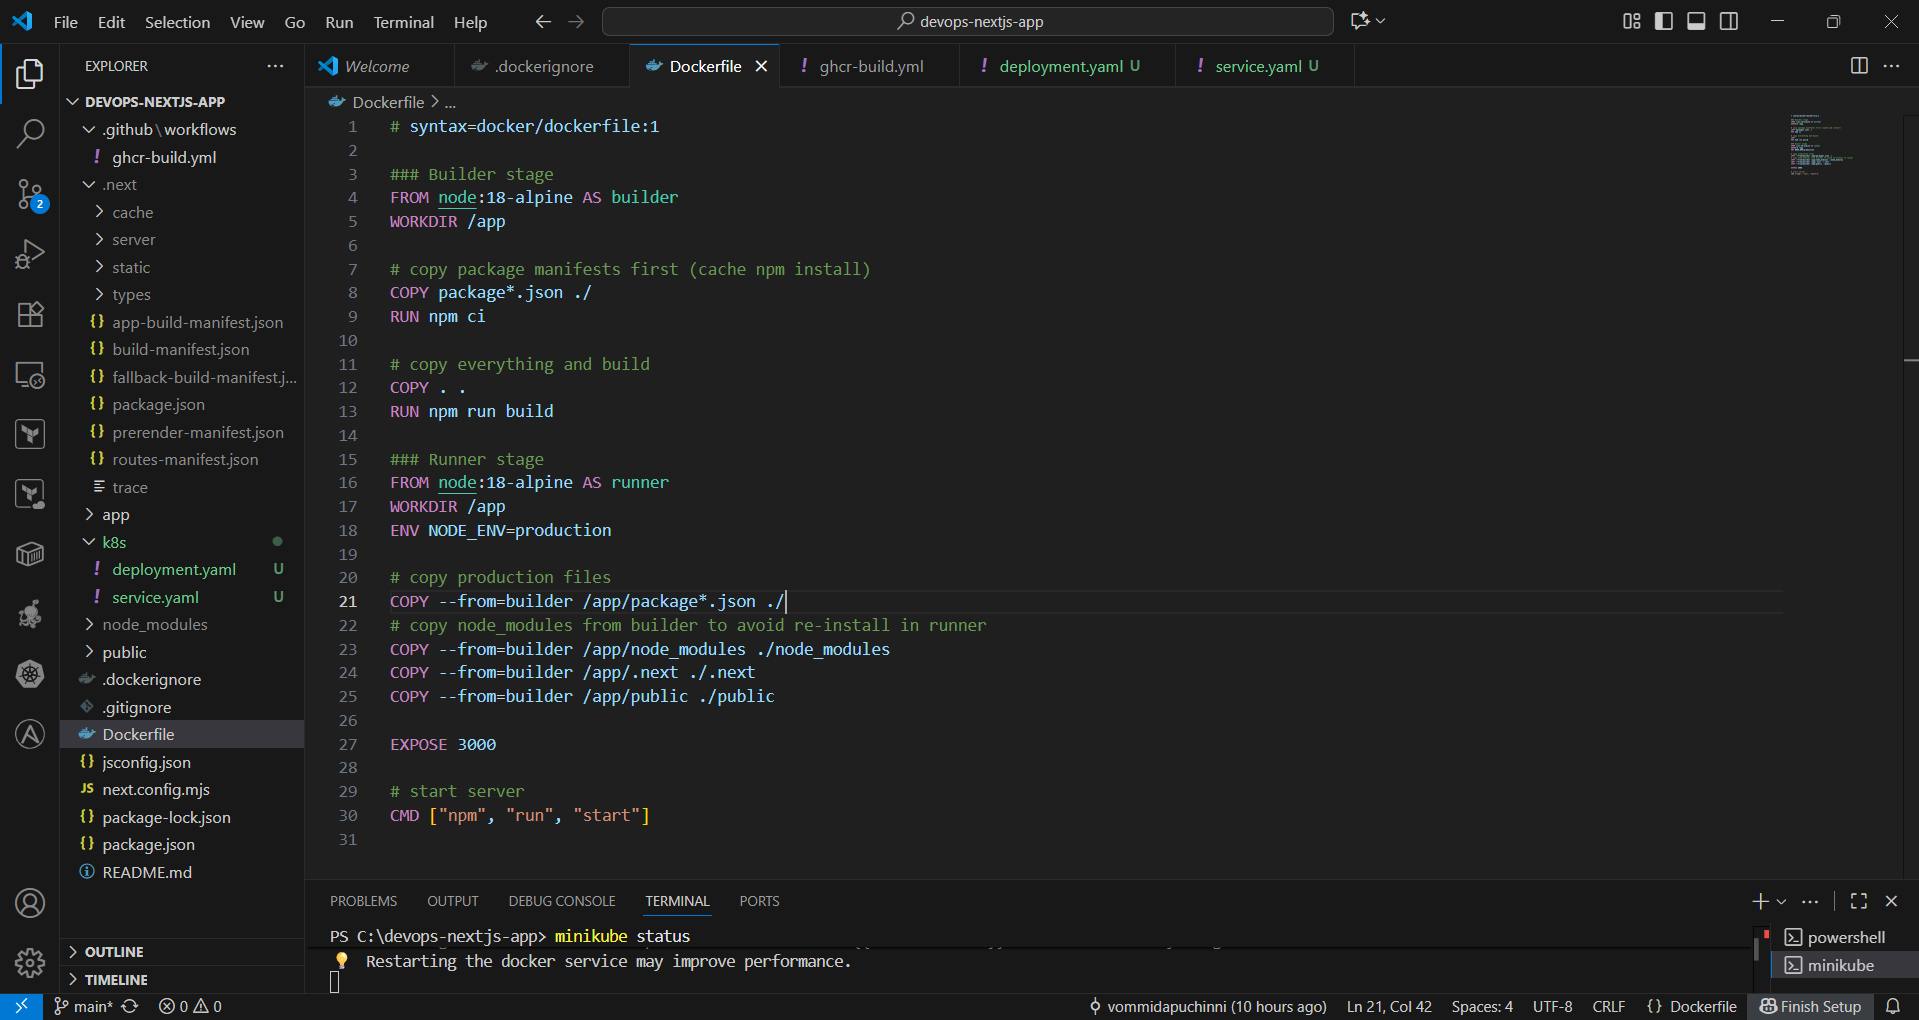 File Edit Selection View Go Run Terminal Help
devops-nextjs-app
EXPLORER
DEVOPS-NEXTJS-APP
.github\workflows
ghcr-build.yml
.next
cache
server
static
types
app-build-manifest.json
build-manifest.json
fallback-build-manifest.j...
package.json
prerender-manifest.json
routes-manifest.json
trace
app
k8s
deployment.yaml U
service.yaml U
node_modules
public
.dockerignore
.gitignore
Dockerfile
jsconfig.json
JS next.config.mjs
package-lock.json
package.json
README.md
OUTLINE
TIMELINE
2
Welcome .dockerignore Dockerfile ghcr-build.yml deployment.yaml U service.yaml U
Dockerfile > ...
1 # syntax=docker/dockerfile:1
2
3 ### Builder stage
4 FROM node:18-alpine AS builder
5 WORKDIR /app
6
7 # copy package manifests first (cache npm install)
8 COPY package*.json ./
9 RUN npm ci
10
11 # copy everything and build
12 COPY . .
13 RUN npm run build
14
15 ### Runner stage
16 FROM node:18-alpine AS runner
17 WORKDIR /app
18 ENV NODE_ENV=production
19
20 # copy production files
21 COPY --from=builder /app/package*.json ./
22 # copy node_modules from builder to avoid re-install in runner
23 COPY --from=builder /app/node_modules ./node_modules
24 COPY --from=builder /app/.next ./.next
25 COPY --from=builder /app/public ./public
26
27 EXPOSE 3000
28
29 # start server
30 CMD ["npm", "run", "start"]
31
PROBLEMS OUTPUT DEBUG CONSOLE TERMINAL PORTS
PS C:\devops-nextjs-app> minikube status
Restarting the docker service may improve performance.
powershell
minikube
main* 0 0 vommidapuchinni (10 hours ago) Ln 21, Col 42 Spaces: 4 UTF-8 CRLF {} Dockerfile Finish Setup